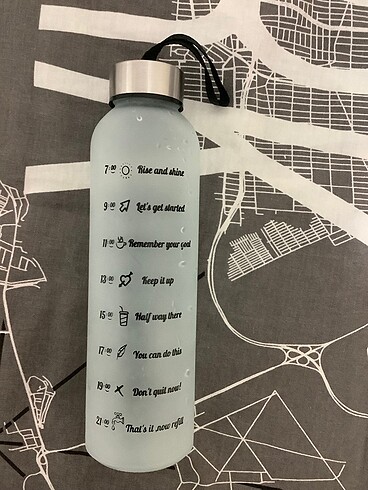 7:00 Rise and shine
9:00 Let's get started
11:00 Remember your goal
13:00 Keep it up
15:00 Half way there
17:00 You can do this
19:00 Don't quit now!
21:00 That's it .now refill